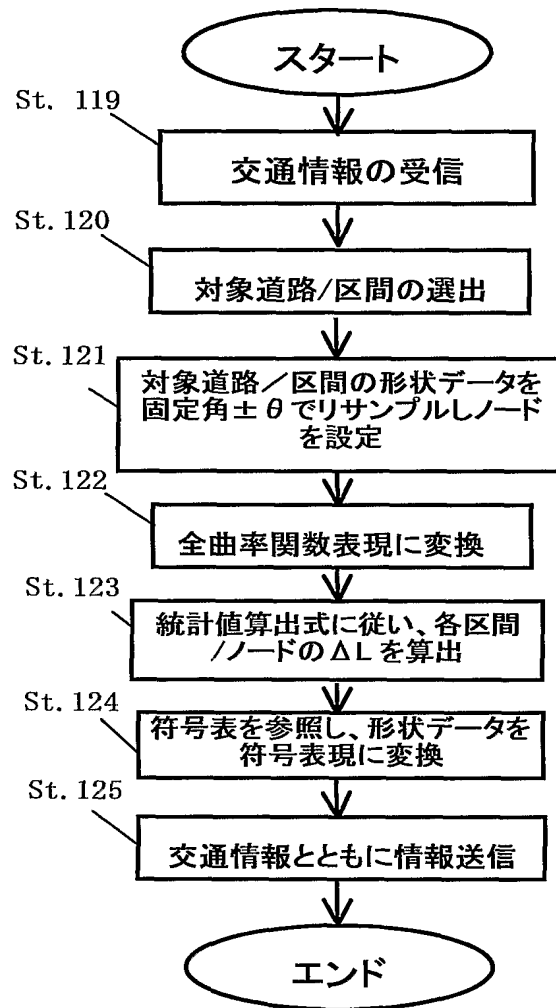 スタート
St. 119
交通情報の受信
St. 120
対象道路/区間の選出
St. 121
対象道路／区間の形状データを
固定角±θでリサンプルしノード
を設定
St. 122
全曲率関数表現に変換
St. 123
統計値算出式に従い、各区間
/ノードのΔLを算出
St. 124
符号表を参照し、形状データを
符号表現に変換
St. 125
交通情報とともに情報送信
エンド